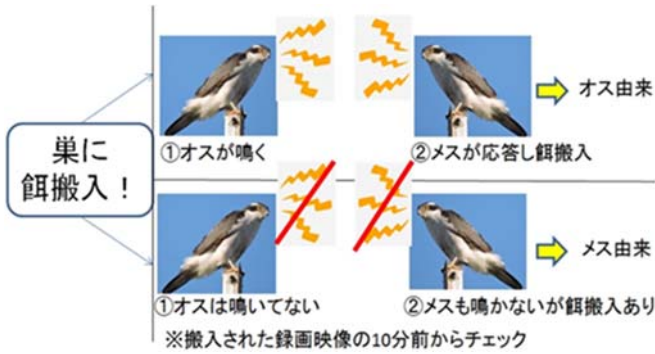 巣に
餌搬入！
①オスが鳴く
②メスが応答し餌搬入
オス由来
①オスは鳴いてない
②メスも鳴かないが餌搬入あり
メス由来
※搬入された録画映像の10分前からチェック